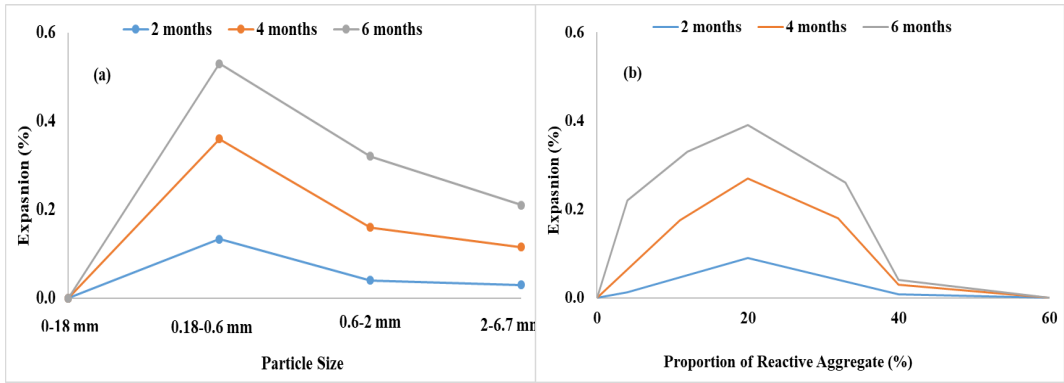 2 months 4 months 6 months
(a)
Expasnion (%)
0.6
0.4
0.2
0.0
0-18 mm 0.18-0.6 mm 0.6-2 mm 2-6.7 mm
Particle Size
2 months 4 months 6 months
(b)
Expasnion (%)
0.6
0.4
0.2
0.0
0 20 40 60
Proportion of Reactive Aggregate (%)